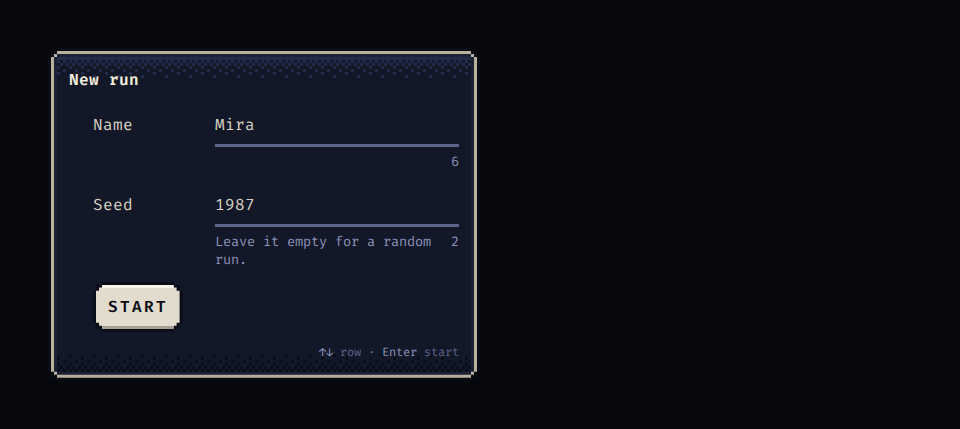 New run
Name Mira
6
Seed 1987
Leave it empty for a random 2
run.
START
↑↓ row · Enter start